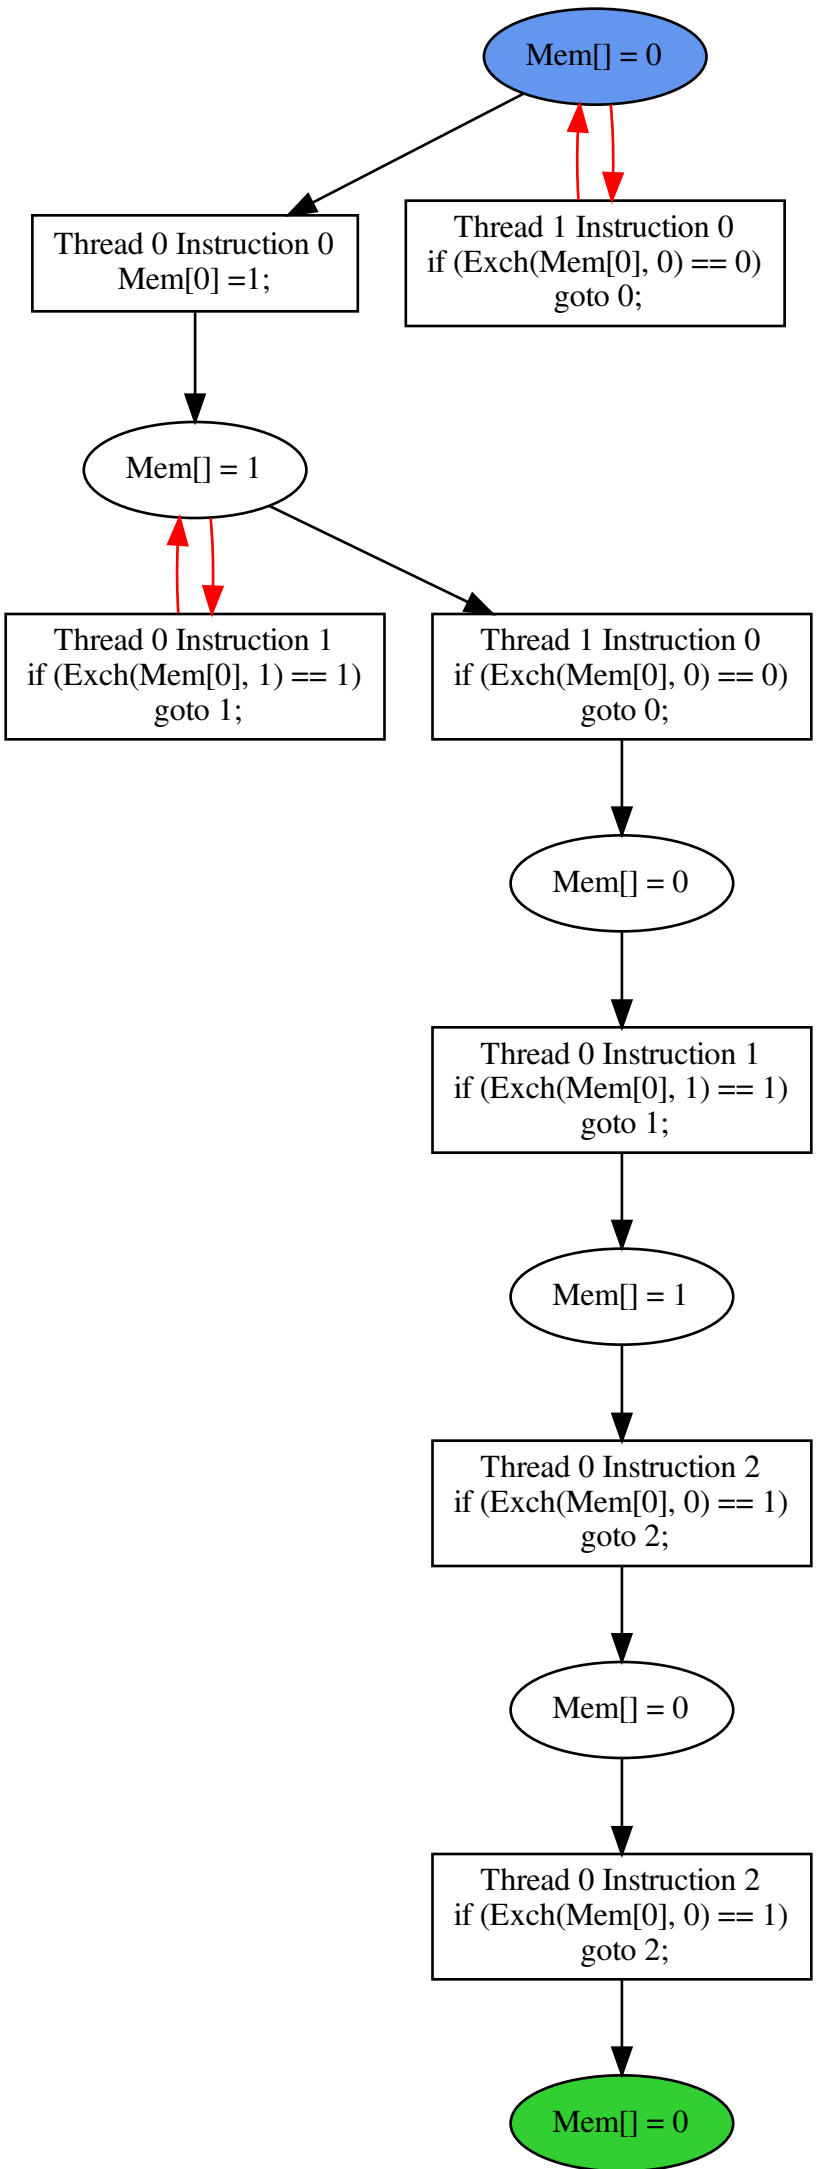 Mem[] = 0
Thread 0 Instruction 0
Mem[0] =1;
Thread 1 Instruction 0
if (Exch(Mem[0], 0) == 0)
goto 0;
Mem[] = 1
Thread 0 Instruction 1
if (Exch(Mem[0], 1) == 1)
goto 1;
Thread 1 Instruction 0
if (Exch(Mem[0], 0) == 0)
goto 0;
Mem[] = 0
Thread 0 Instruction 1
if (Exch(Mem[0], 1) == 1)
goto 1;
Mem[] = 1
Thread 0 Instruction 2
if (Exch(Mem[0], 0) == 1)
goto 2;
Mem[] = 0
Thread 0 Instruction 2
if (Exch(Mem[0], 0) == 1)
goto 2;
Mem[] = 0